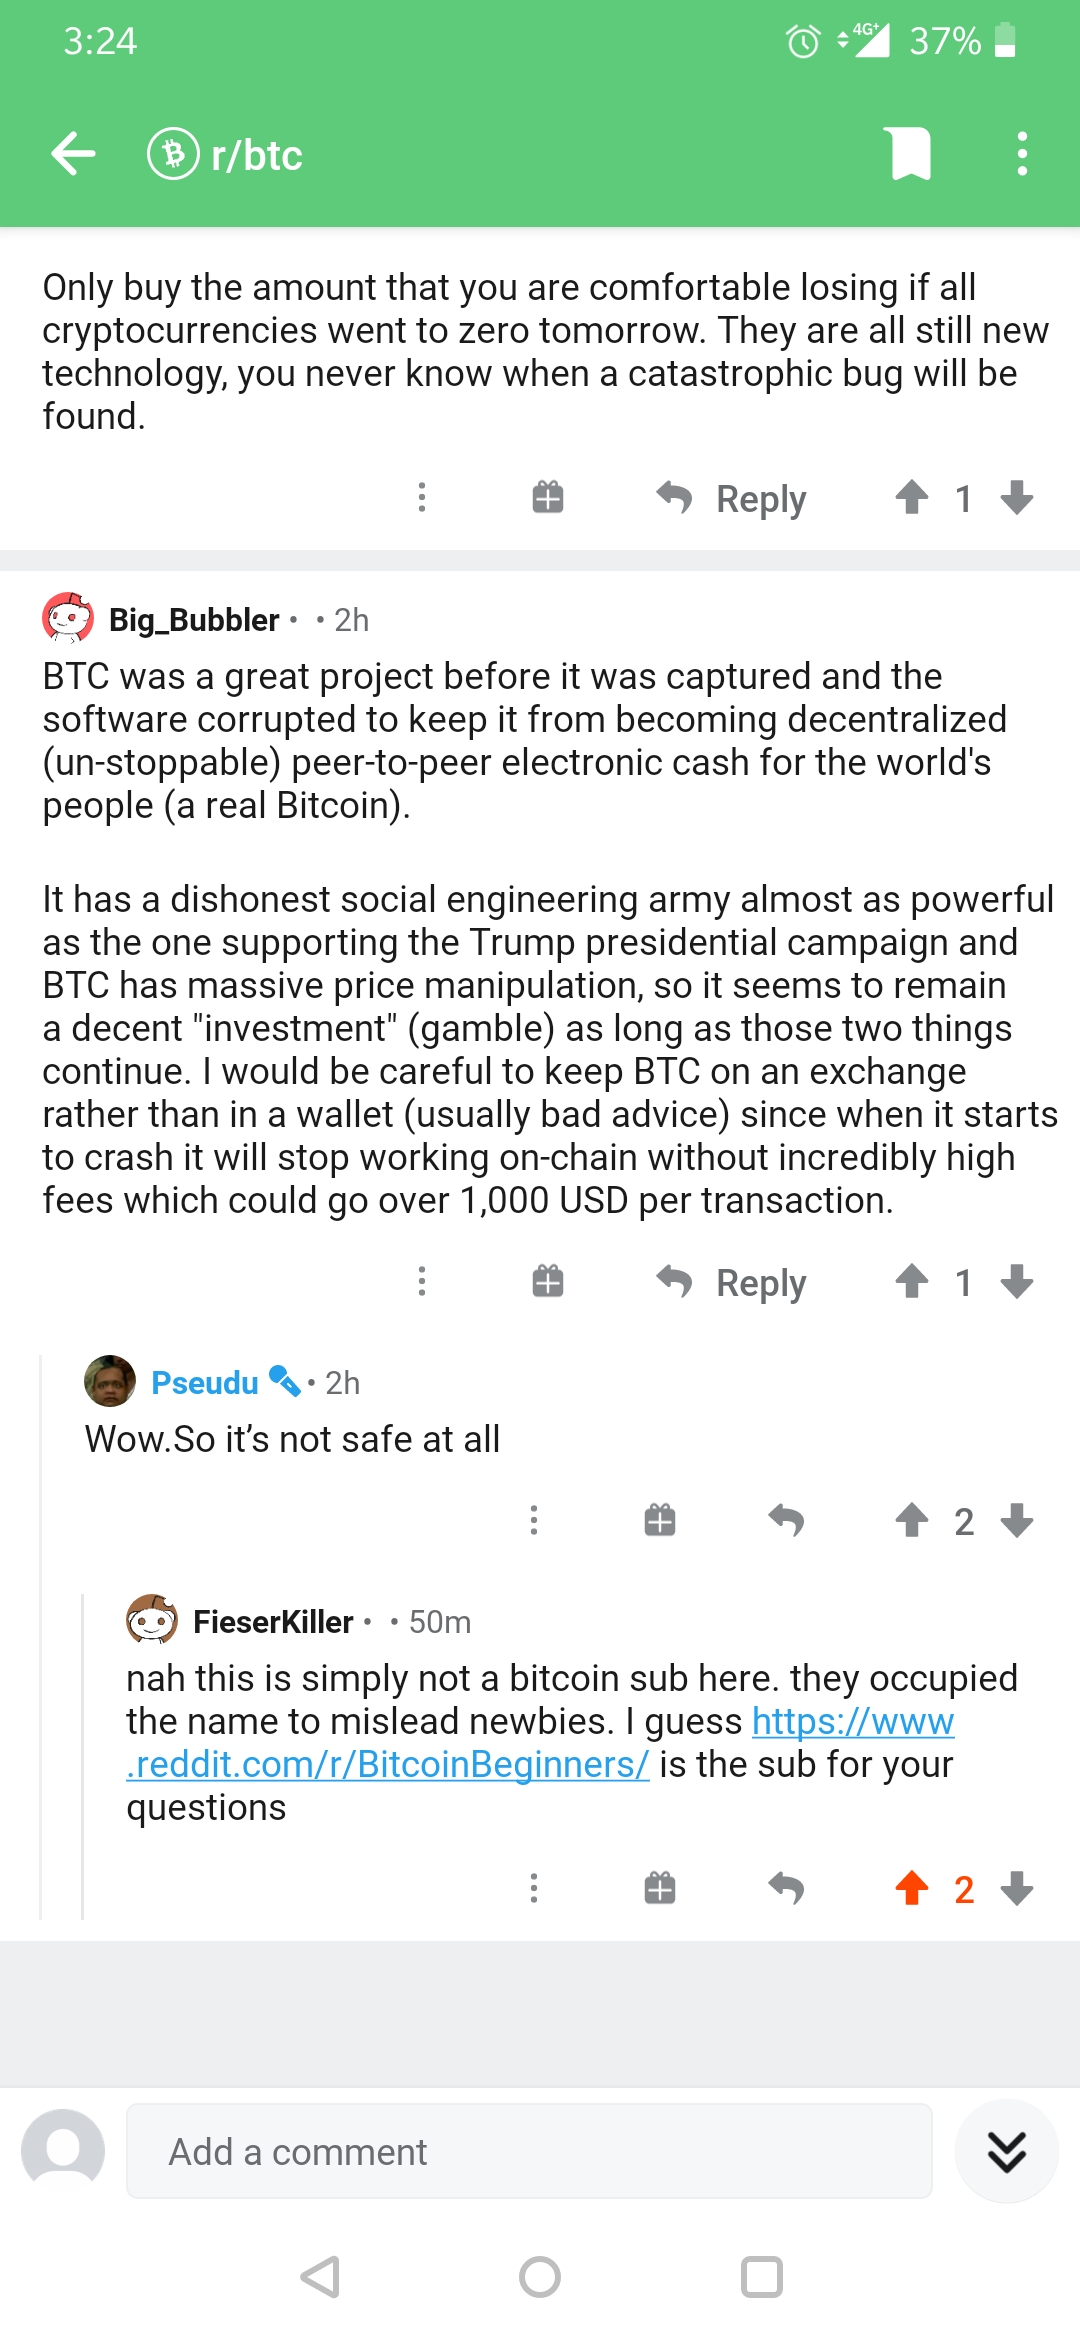 3:24
4G+
37%
r/btc
Only buy the amount that you are comfortable losing if all
cryptocurrencies went to zero tomorrow. They are all still new
technology, you never know when a catastrophic bug will be
found.
Reply
1
Big_Bubbler • • 2h
BTC was a great project before it was captured and the
software corrupted to keep it from becoming decentralized
(un-stoppable) peer-to-peer electronic cash for the world's
people (a real Bitcoin).
It has a dishonest social engineering army almost as powerful
as the one supporting the Trump presidential campaign and
BTC has massive price manipulation, so it seems to remain
a decent "investment" (gamble) as long as those two things
continue. I would be careful to keep BTC on an exchange
rather than in a wallet (usually bad advice) since when it starts
to crash it will stop working on-chain without incredibly high
fees which could go over 1,000 USD per transaction.
Reply
1
Pseudu • 2h
Wow.So it’s not safe at all
2
FieserKiller • • 50m
nah this is simply not a bitcoin sub here. they occupied
the name to mislead newbies. I guess https://www
.reddit.com/r/BitcoinBeginners/ is the sub for your
questions
2
Add a comment